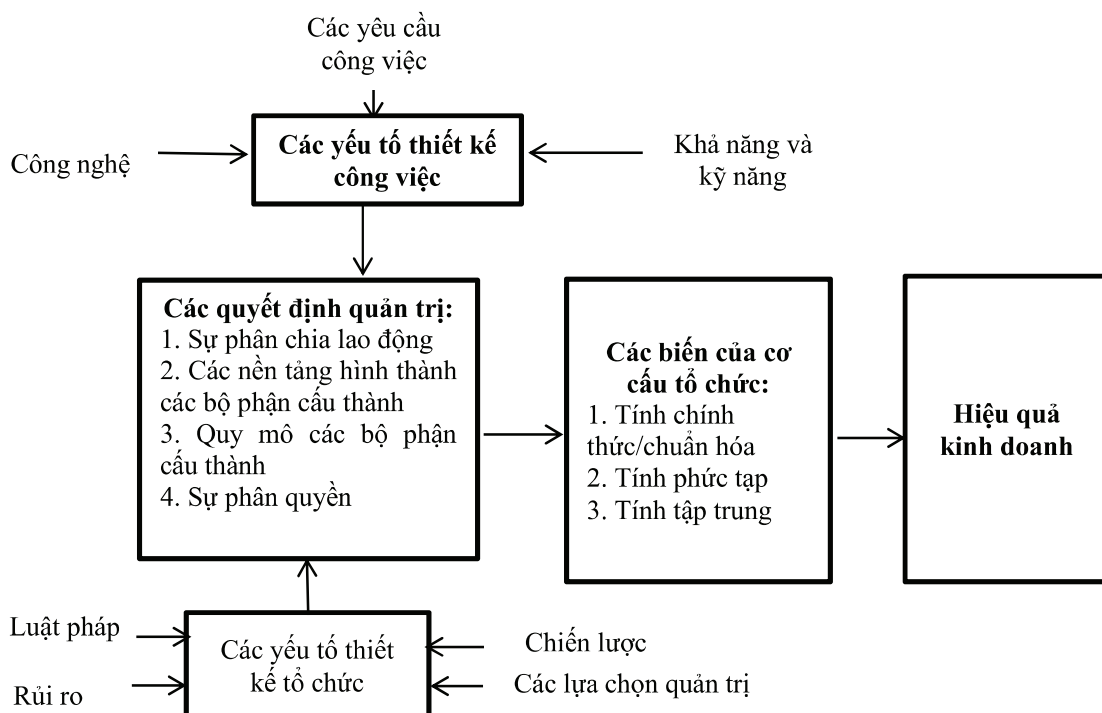 Các yêu cầu
công việc
Các yếu tố thiết kế
công việc
Công nghệ
Khả năng và
kỹ năng
Các quyết định quản trị:
1. Sự phân chia lao động
2. Các nền tảng hình thành
các bộ phận cấu thành
3. Quy mô các bộ phận
cấu thành
4. Sự phân quyền
Các biến của cơ
cấu tổ chức:
1. Tính chính
thức/chuẩn hóa
2. Tính phức tạp
3. Tính tập trung
Hiệu quả
kinh doanh
Luật pháp
Rủi ro
Các yếu tố thiết
kế tổ chức
Chiến lược
Các lựa chọn quản trị